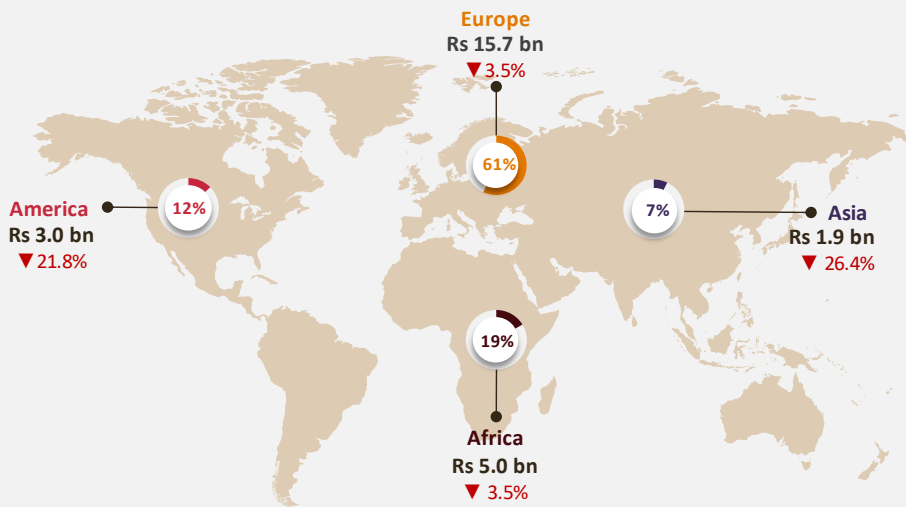 Europe
Rs 15.7 bn
▼ 3.5%
61%
America
Rs 3.0 bn
▼ 21.8%
12%
7%
Asia
Rs 1.9 bn
▼ 26.4%
19%
Africa
Rs 5.0 bn
▼ 3.5%